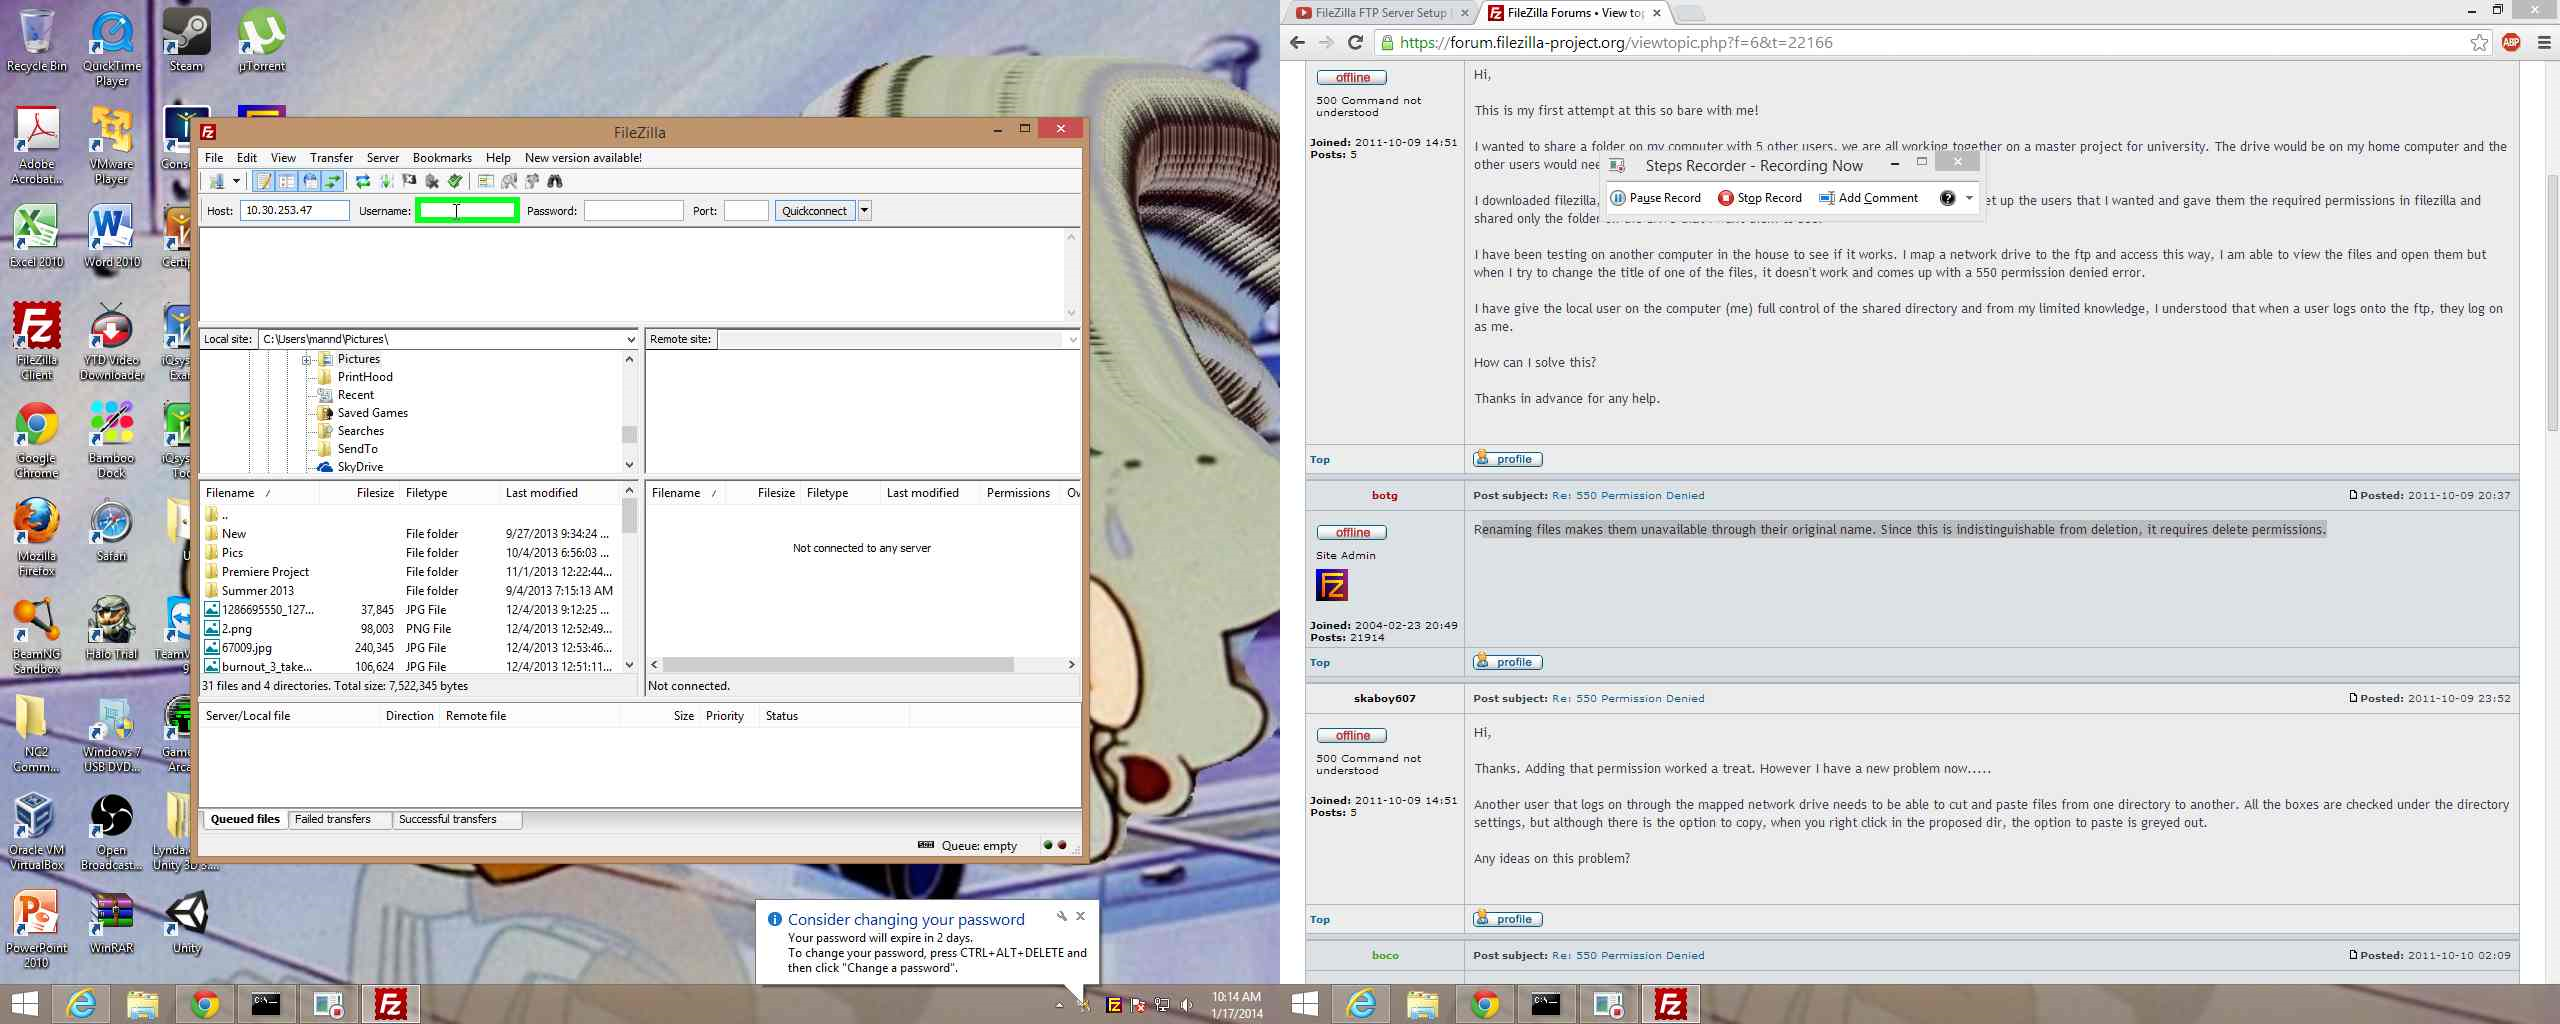 Recycle Bin
QuickTime Player
Steam
µTorrent
Adobe Acrobat...
VMware Player
Excel 2010
Word 2010
FileZilla Client
YTD Video Downloader
Google Chrome
Bamboo Dock
Mozilla Firefox
Safari
BeamNG Sandbox
Halo Trial
NC2 Comm...
Windows 7 USB DVD...
Oracle VM VirtualBox
Open Broadcast...
Lynda.
Unity 3D 3....
PowerPoint 2010
WinRAR
Unity
FileZilla
File Edit View Transfer Server Bookmarks Help New version available!
Host: 10.30.253.47 Username: Password: Port: Quickconnect
Local site: C:\Users\mannd\Pictures\
Remote site:
Pictures
PrintHood
Recent
Saved Games
Searches
SendTo
SkyDrive
Filename / Filesize Filetype Last modified
..
New File folder 9/27/2013 9:34:24 ...
Pics File folder 10/4/2013 6:56:03 ...
Premiere Project File folder 11/1/2013 12:22:44...
Summer 2013 File folder 9/4/2013 7:15:13 AM
1286695550_127... 37,845 JPG File 12/4/2013 9:12:25 ...
2.png 98,003 PNG File 12/4/2013 12:52:49...
67009.jpg 240,345 JPG File 12/4/2013 12:53:46...
burnout_3_take... 106,624 JPG File 12/4/2013 12:51:11...
31 files and 4 directories. Total size: 7,522,345 bytes
Filename / Filesize Filetype Last modified Permissions Ov
Not connected to any server
Not connected.
Server/Local file Direction Remote file Size Priority Status
Queued files Failed transfers Successful transfers
Queue: empty
Consider changing your password
Your password will expire in 2 days.
To change your password, press CTRL+ALT+DELETE and
then click "Change a password".
10:14 AM
1/17/2014
FileZilla FTP Server Setup
FileZilla Forums • View top
https://forum.filezilla-project.org/viewtopic.php?f=6&t=22166
ABP
offline
500 Command not
understood
Joined: 2011-10-09 14:51
Posts: 5
Hi,
This is my first attempt at this so bare with me!
I wanted to share a folder on my computer with 5 other users, we are all working together on a master project for university. The drive would be on my home computer and the
other users would nee
I downloaded filezilla, et up the users that I wanted and gave them the required permissions in filezilla and
shared only the folder
Steps Recorder - Recording Now
Pause Record Stop Record Add Comment
I have been testing on another computer in the house to see if it works. I map a network drive to the ftp and access this way, I am able to view the files and open them but
when I try to change the title of one of the files, it doesn't work and comes up with a 550 permission denied error.
I have give the local user on the computer (me) full control of the shared directory and from my limited knowledge, I understood that when a user logs onto the ftp, they log on
as me.
How can I solve this?
Thanks in advance for any help.
Top profile
botg Post subject: Re: 550 Permission Denied Posted: 2011-10-09 20:37
offline
Site Admin
Joined: 2004-02-23 20:49
Posts: 21914
Renaming files makes them unavailable through their original name. Since this is indistinguishable from deletion, it requires delete permissions.
Top profile
skaboy607 Post subject: Re: 550 Permission Denied Posted: 2011-10-09 23:52
offline
500 Command not
understood
Joined: 2011-10-09 14:51
Posts: 5
Hi,
Thanks. Adding that permission worked a treat. However I have a new problem now.....
Another user that logs on through the mapped network drive needs to be able to cut and paste files from one directory to another. All the boxes are checked under the directory
settings, but although there is the option to copy, when you right click in the proposed dir, the option to paste is greyed out.
Any ideas on this problem?
Top profile
boco Post subject: Re: 550 Permission Denied Posted: 2011-10-10 02:09